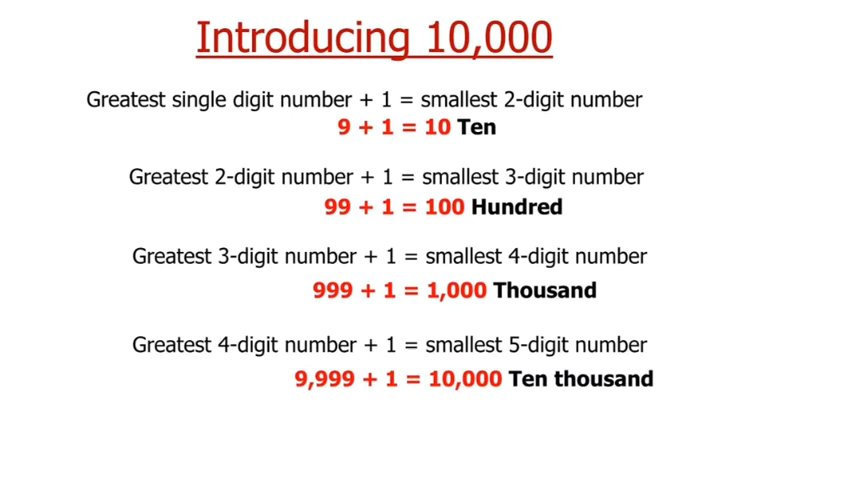 Introducing 10,000
Greatest single digit number + 1 = smallest 2-digit number
9 + 1 = 10 Ten
Greatest 2-digit number + 1 = smallest 3-digit number
99 + 1 = 100 Hundred
Greatest 3-digit number + 1 = smallest 4-digit number
999 + 1 = 1,000 Thousand
Greatest 4-digit number + 1 = smallest 5-digit number
9,999 + 1 = 10,000 Ten thousand